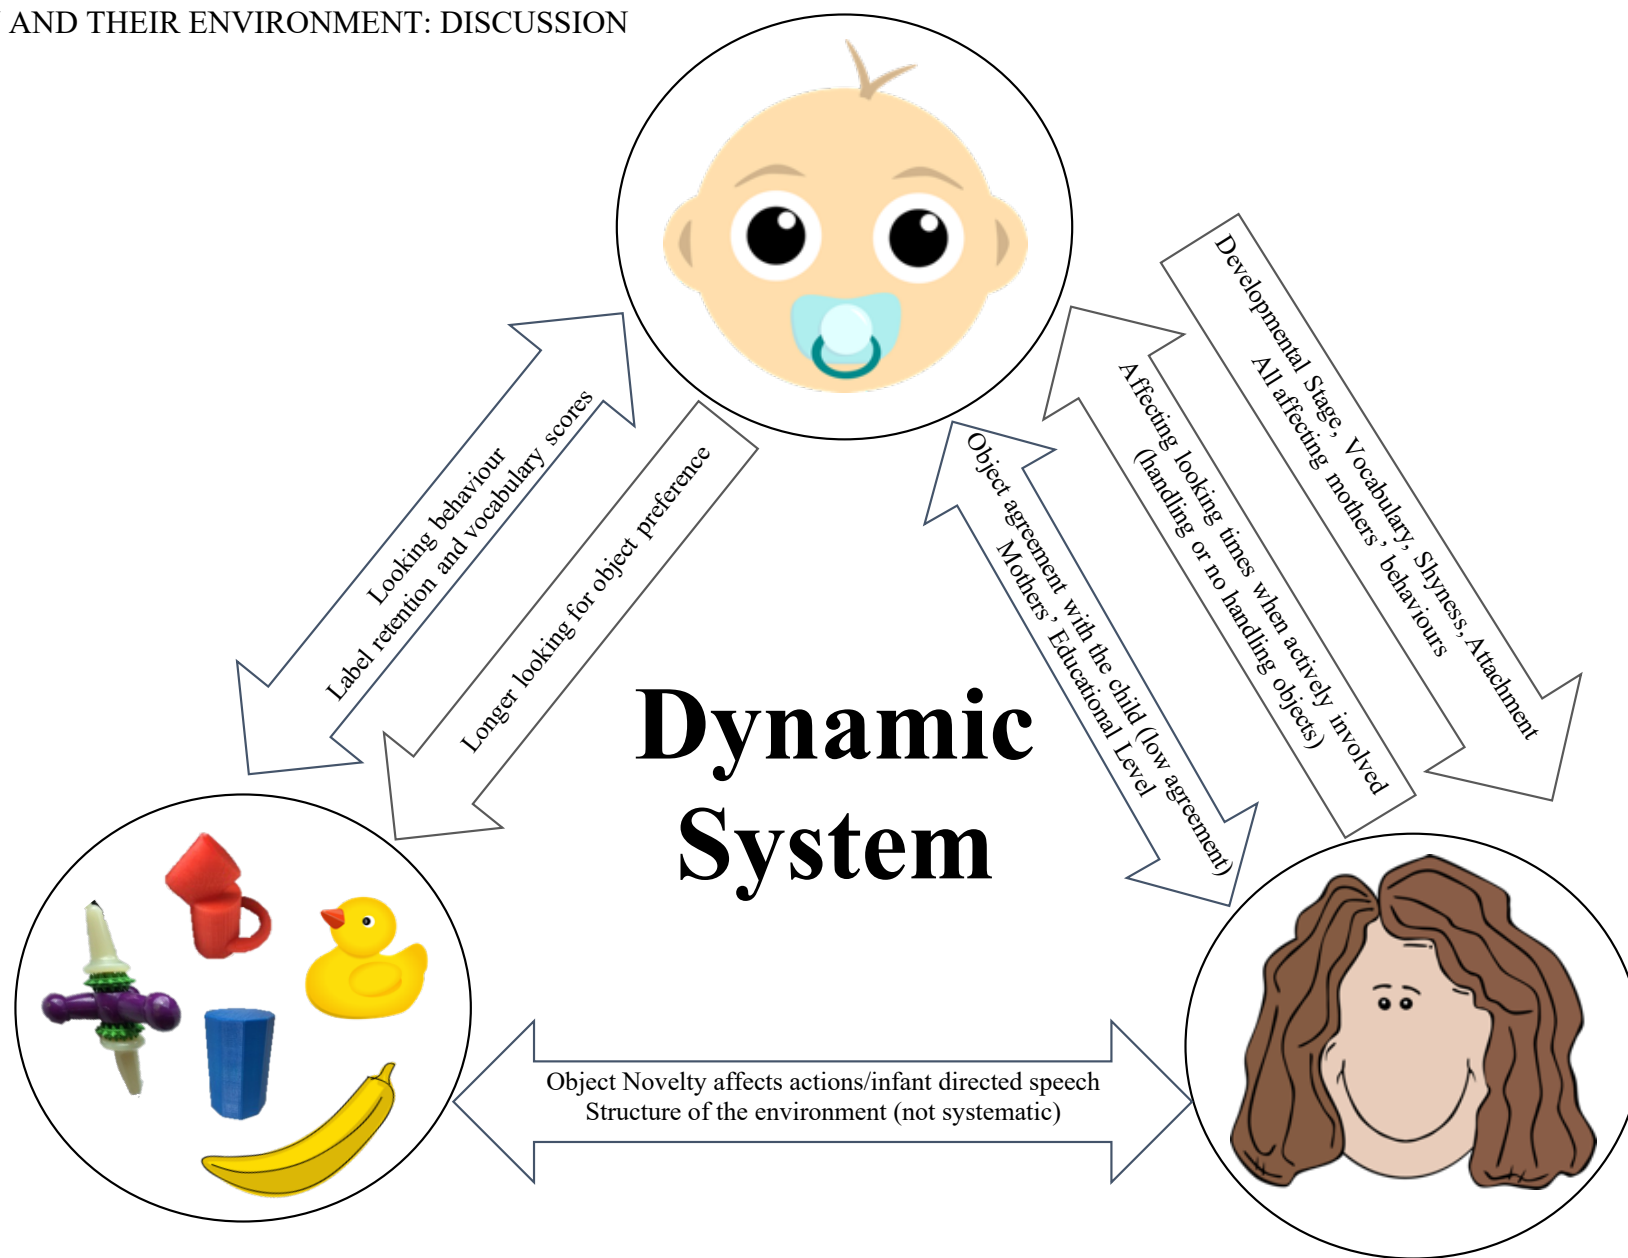 AND THEIR ENVIRONMENT: DISCUSSION
Looking behaviour
Label retention and vocabulary scores
Longer looking for object preference
Dynamic
System
Object agreement with the child (low agreement)
Mothers’ Educational Level
Affecting looking times when actively involved
(handling or no handling objects)
Developmental Stage, Vocabulary, Shyness, Attachment
All affecting mothers’ behaviours
Object Novelty affects actions/infant directed speech
Structure of the environment (not systematic)